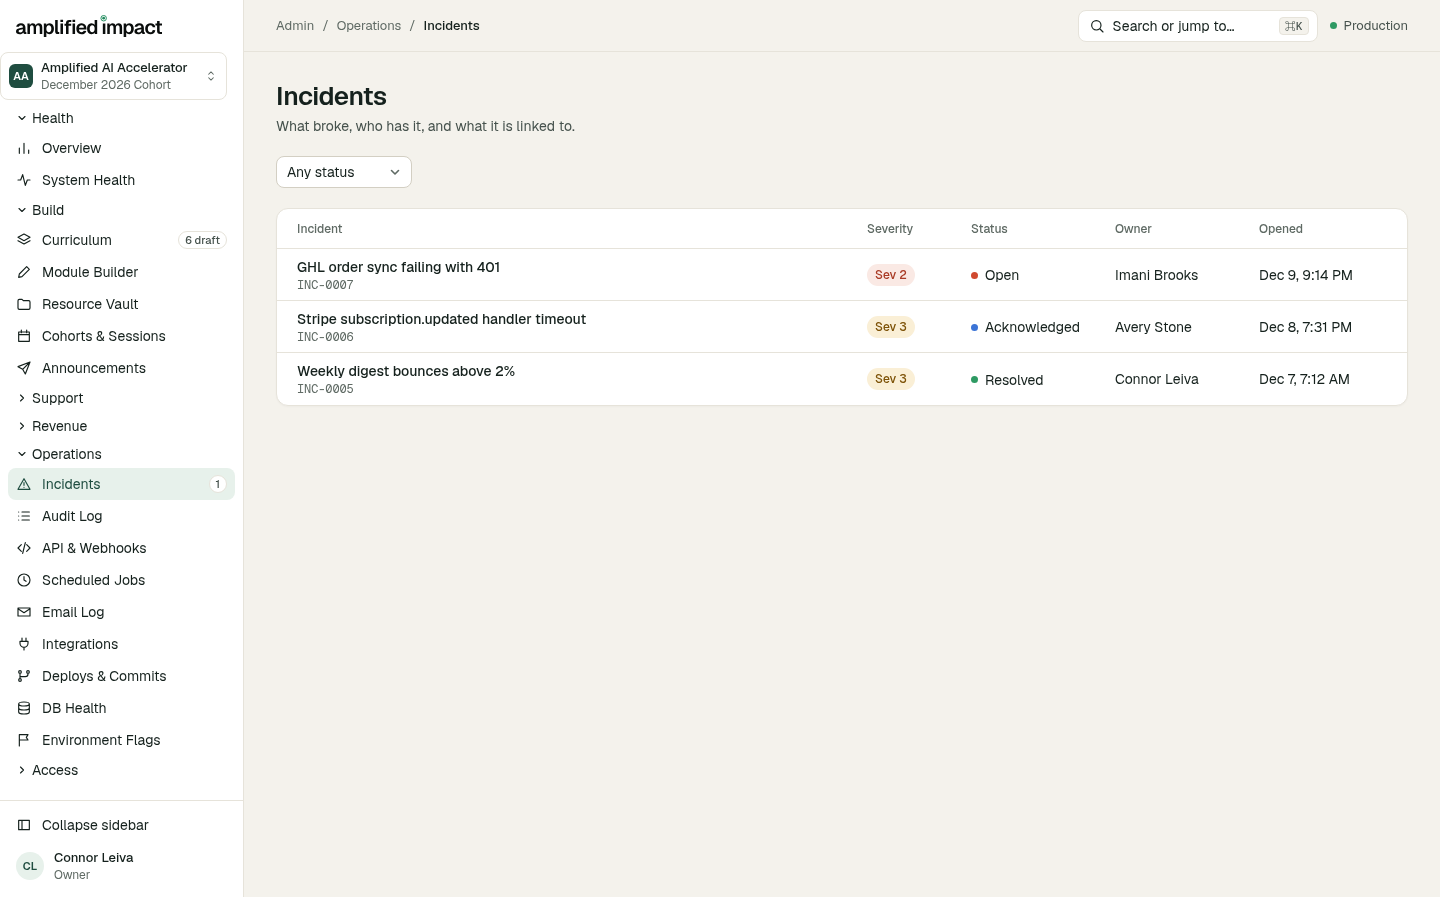 amplified impact
AA
Amplified AI Accelerator
December 2026 Cohort
Health
Overview
System Health
Build
Curriculum
6 draft
Module Builder
Resource Vault
Cohorts & Sessions
Announcements
Support
Revenue
Operations
Incidents
1
Audit Log
API & Webhooks
Scheduled Jobs
Email Log
Integrations
Deploys & Commits
DB Health
Environment Flags
Access
Collapse sidebar
CL
Connor Leiva
Owner
Admin / Operations / Incidents
Search or jump to…
⌘K
Production
Incidents
What broke, who has it, and what it is linked to.
Any status
Incident Severity Status Owner Opened
GHL order sync failing with 401
INC-0007
Sev 2 Open Imani Brooks Dec 9, 9:14 PM
Stripe subscription.updated handler timeout
INC-0006
Sev 3 Acknowledged Avery Stone Dec 8, 7:31 PM
Weekly digest bounces above 2%
INC-0005
Sev 3 Resolved Connor Leiva Dec 7, 7:12 AM